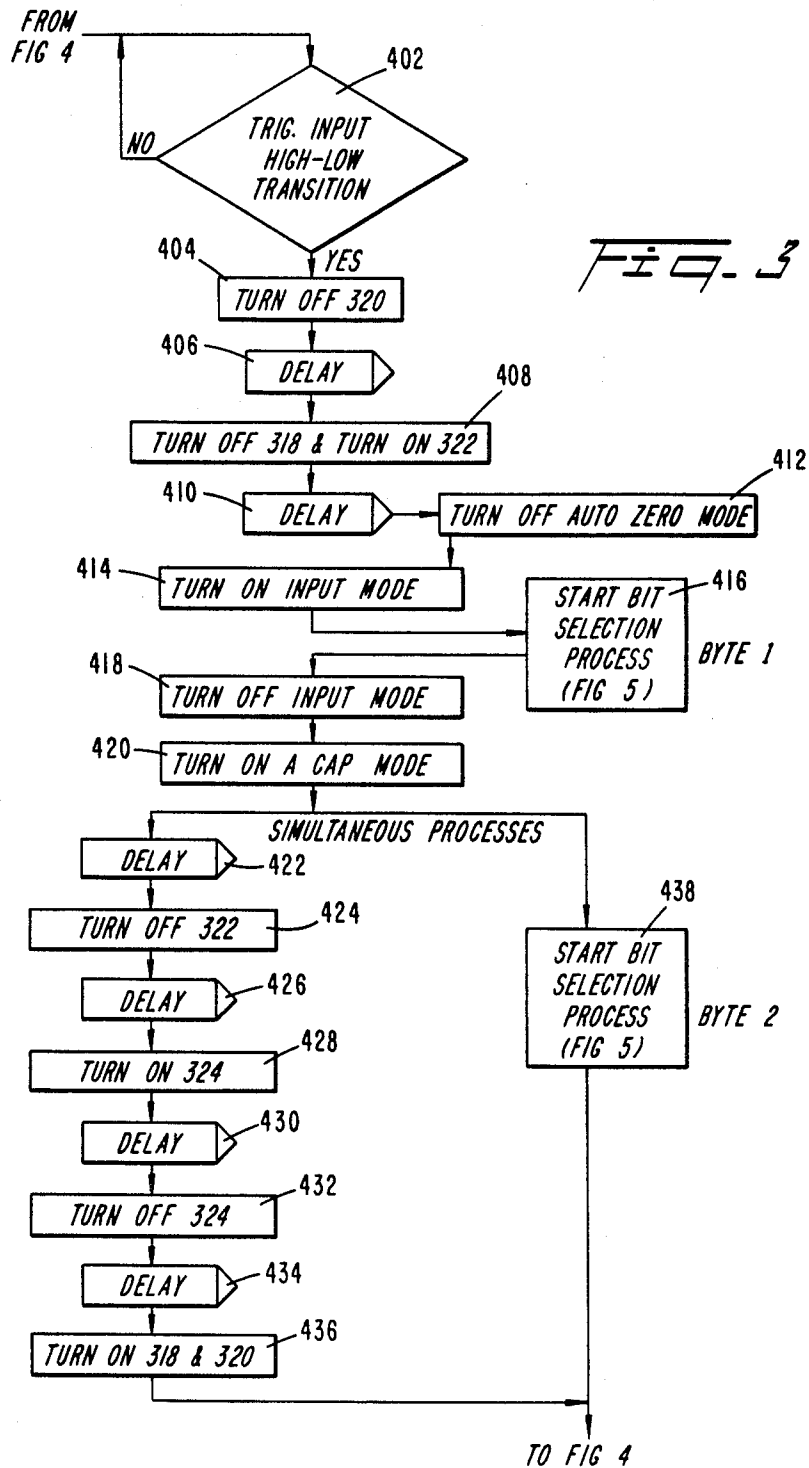 FROM
FIG 4
402
TRIG. INPUT
HIGH-LOW
TRANSITION
NO
YES
Fig. 3
404
TURN OFF 320
406
DELAY
408
TURN OFF 318 & TURN ON 322
410
DELAY
412
TURN OFF AUTO ZERO MODE
414
TURN ON INPUT MODE
416
START BIT
SELECTION
PROCESS
(FIG 5)
BYTE 1
418
TURN OFF INPUT MODE
420
TURN ON A CAP MODE
SIMULTANEOUS PROCESSES
DELAY
422
TURN OFF 322
424
DELAY
426
TURN ON 324
428
DELAY
430
TURN OFF 324
432
DELAY
434
TURN ON 318 & 320
436
438
START BIT
SELECTION
PROCESS
(FIG 5)
BYTE 2
TO FIG 4